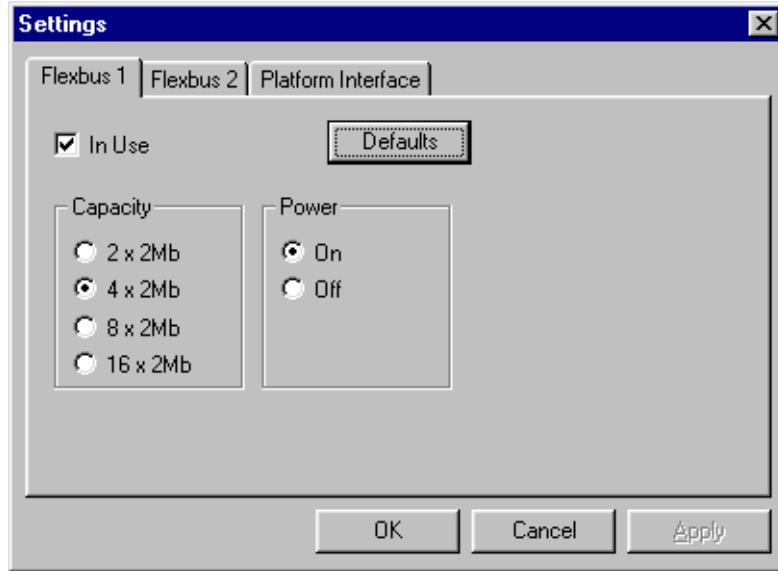 Settings
Flexbus 1
Flexbus 2
Platform Interface
In Use
Defaults
Capacity
2 x 2Mb
4 x 2Mb
8 x 2Mb
16 x 2Mb
Power
On
Off
OK
Cancel
Apply